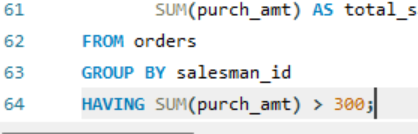 61 SUM(purch_amt) AS total_s
62 FROM orders
63 GROUP BY salesman_id
64 HAVING SUM(purch_amt) > 300;